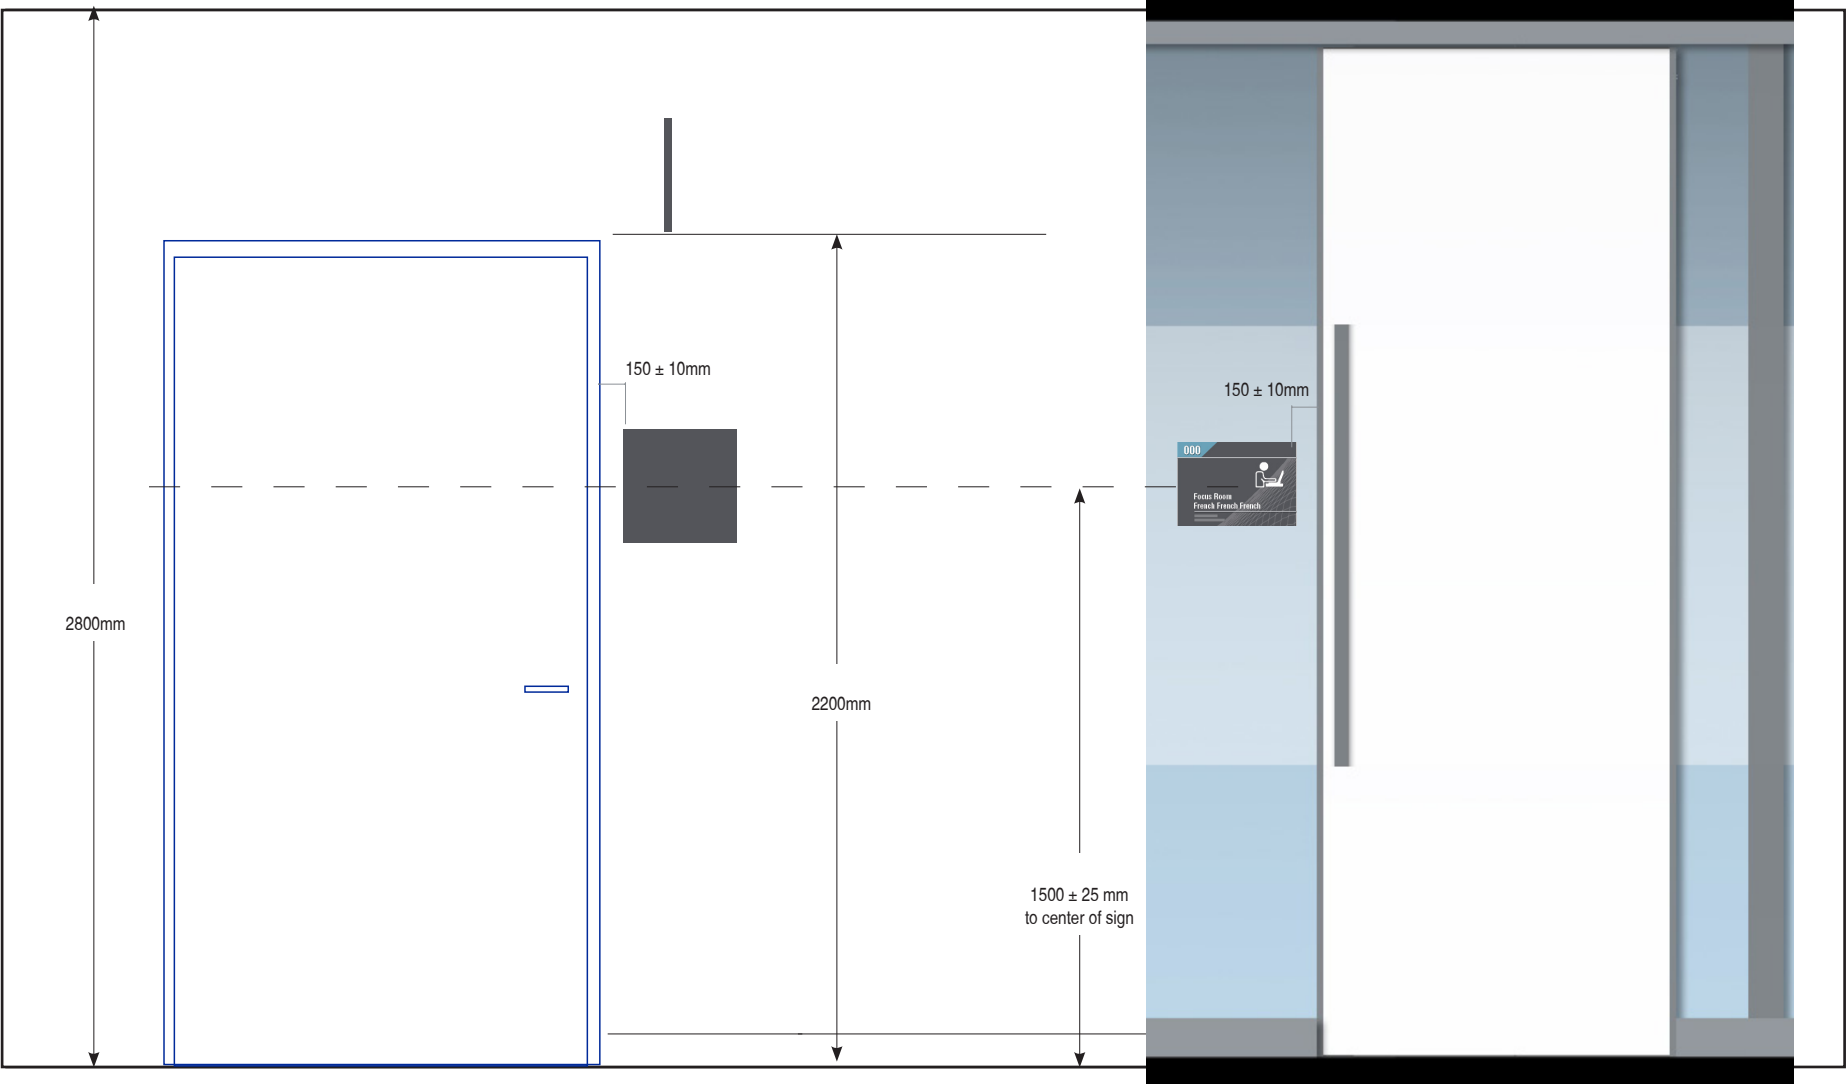 150 ± 10mm
150 ± 10mm
000
Focus Room
French French French
2800mm
2200mm
1500 ± 25 mm
to center of sign